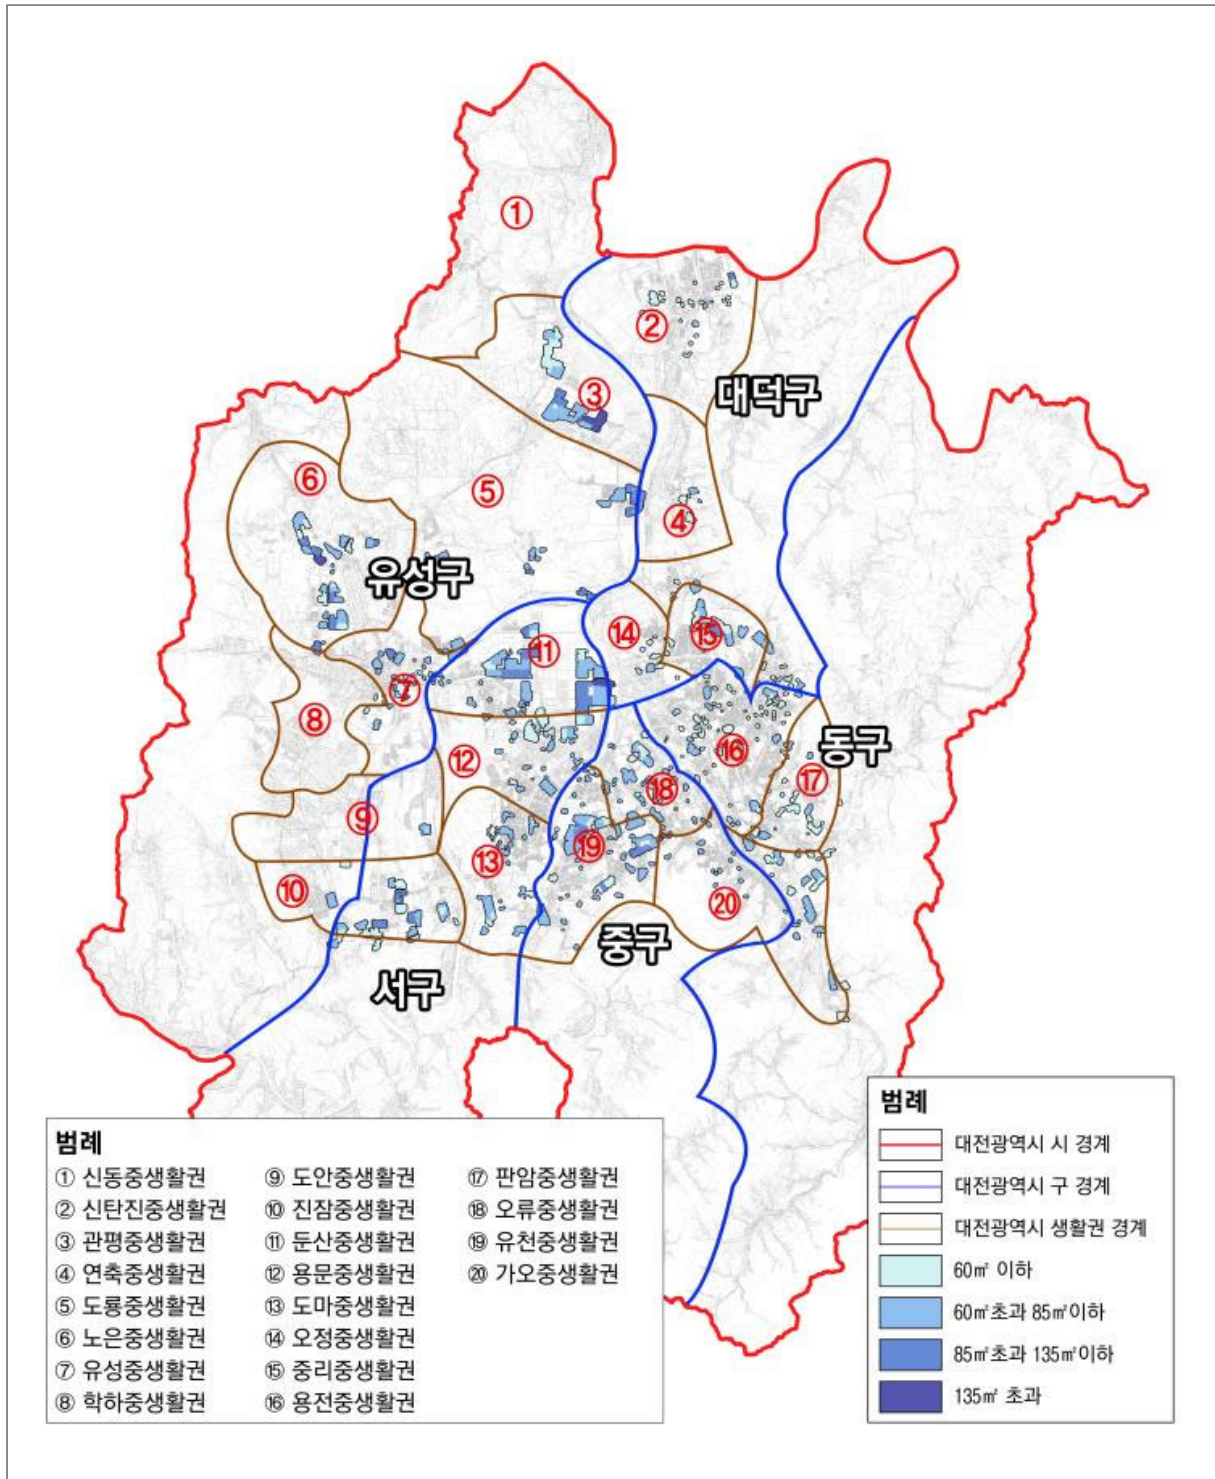 ①
②
③
대덕구
⑥
⑤
④
유성구
⑭
⑮
⑪
⑦
⑧
⑯
동구
⑫
⑰
⑱
⑨
⑲
⑬
⑩
⑳
중구
서구
범례
① 신동중생활권
② 신탄진중생활권
③ 관평중생활권
④ 연축중생활권
⑤ 도룡중생활권
⑥ 노은중생활권
⑦ 유성중생활권
⑧ 학하중생활권
⑨ 도안중생활권
⑩ 진잠중생활권
⑪ 둔산중생활권
⑫ 용문중생활권
⑬ 도마중생활권
⑭ 오정중생활권
⑮ 중리중생활권
⑯ 용전중생활권
⑰ 판암중생활권
⑱ 오류중생활권
⑲ 유천중생활권
⑳ 가오중생활권
범례
대전광역시 시 경계
대전광역시 구 경계
대전광역시 생활권 경계
60㎡ 이하
60㎡초과 85㎡이하
85㎡초과 135㎡이하
135㎡ 초과